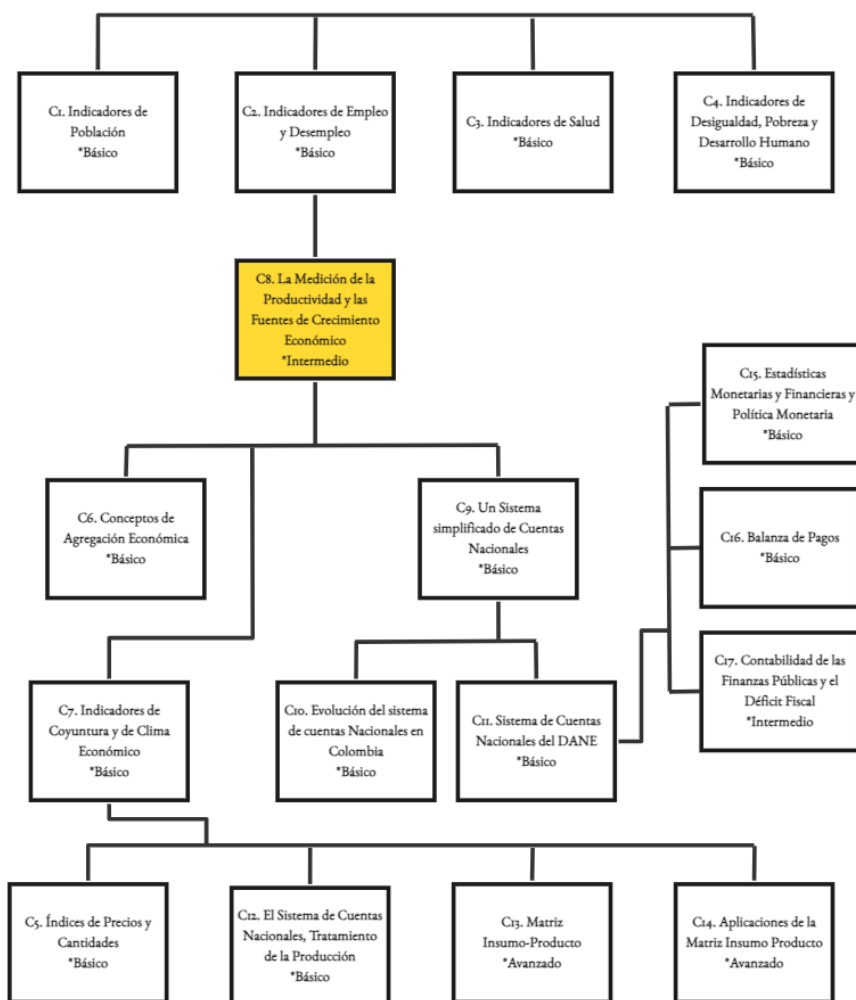 C1. Indicadores de
Población
*Básico
C2. Indicadores de Empleo
y Desempleo
*Básico
C3. Indicadores de Salud
*Básico
C4. Indicadores de
Desigualdad, Pobreza y
Desarrollo Humano
*Básico
C8. La Medición de la
Productividad y las
Fuentes de Crecimiento
Económico
*Intermedio
C15. Estadísticas
Monetarias y Financieras y
Política Monetaria
*Básico
C6. Conceptos de
Agregación Económica
*Básico
C9. Un Sistema
simplificado de Cuentas
Nacionales
*Básico
C16. Balanza de Pagos
*Básico
C17. Contabilidad de las
Finanzas Públicas y el
Déficit Fiscal
*Intermedio
C7. Indicadores de
Coyuntura y de Clima
Económico
*Básico
C10. Evolución del sistema
de cuentas Nacionales en
Colombia
*Básico
C11. Sistema de Cuentas
Nacionales del DANE
*Básico
C5. Índices de Precios y
Cantidades
*Básico
C12. El Sistema de Cuentas
Nacionales, Tratamiento
de la Producción
*Básico
C13. Matriz
Insumo-Producto
*Avanzado
C14. Aplicaciones de la
Matriz Insumo Producto
*Avanzado